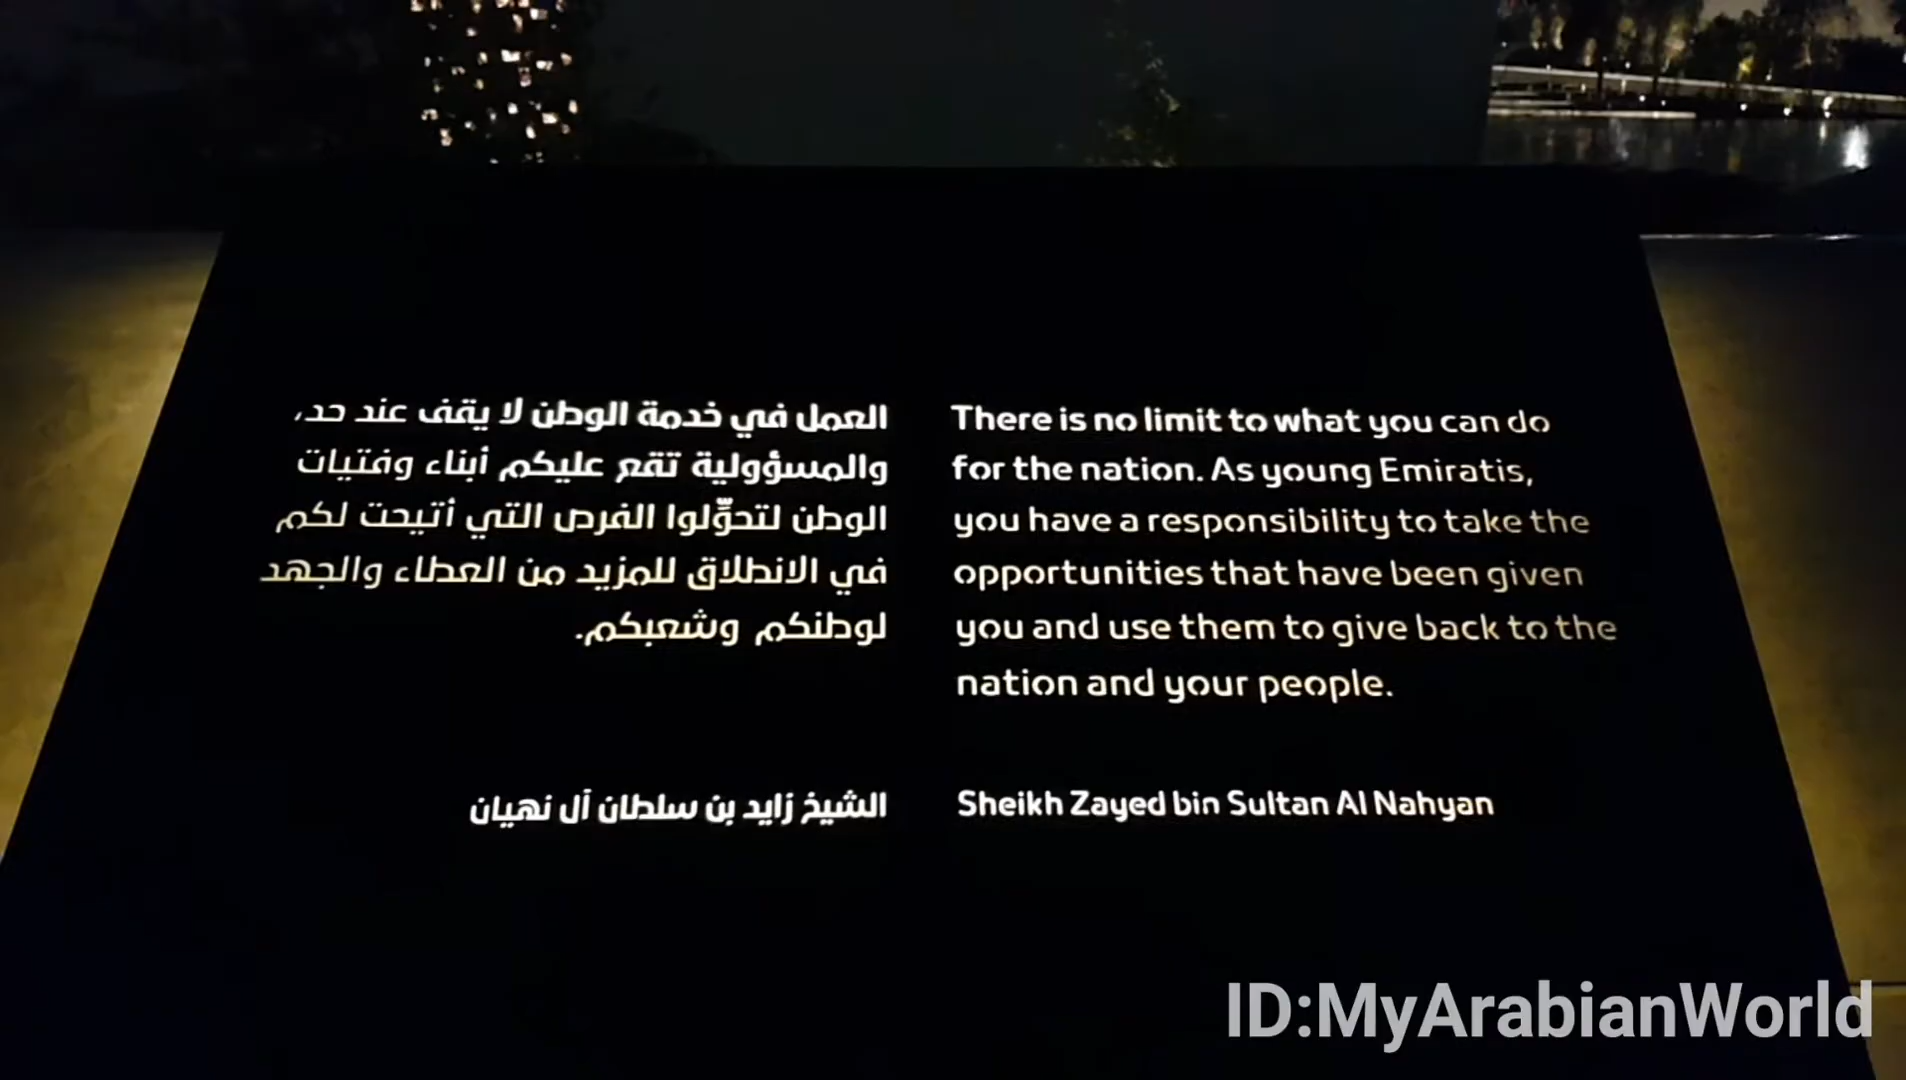 العمل في خدمة الوطن لا يقف عند حد،
والمسؤولية تقع عليكم أبناء وفتيات
الوطن لتحوِّلوا الفرص التي أتيحت لكم
في الانطلاق للمزيد من العطاء والجهد
لوطنكم وشعبكم.
الشيخ زايد بن سلطان آل نهيان
There is no limit to what you can do
for the nation. As young Emiratis,
you have a responsibility to take the
opportunities that have been given
you and use them to give back to the
nation and your people.
Sheikh Zayed bin Sultan Al Nahyan
ID:MyArabianWorld